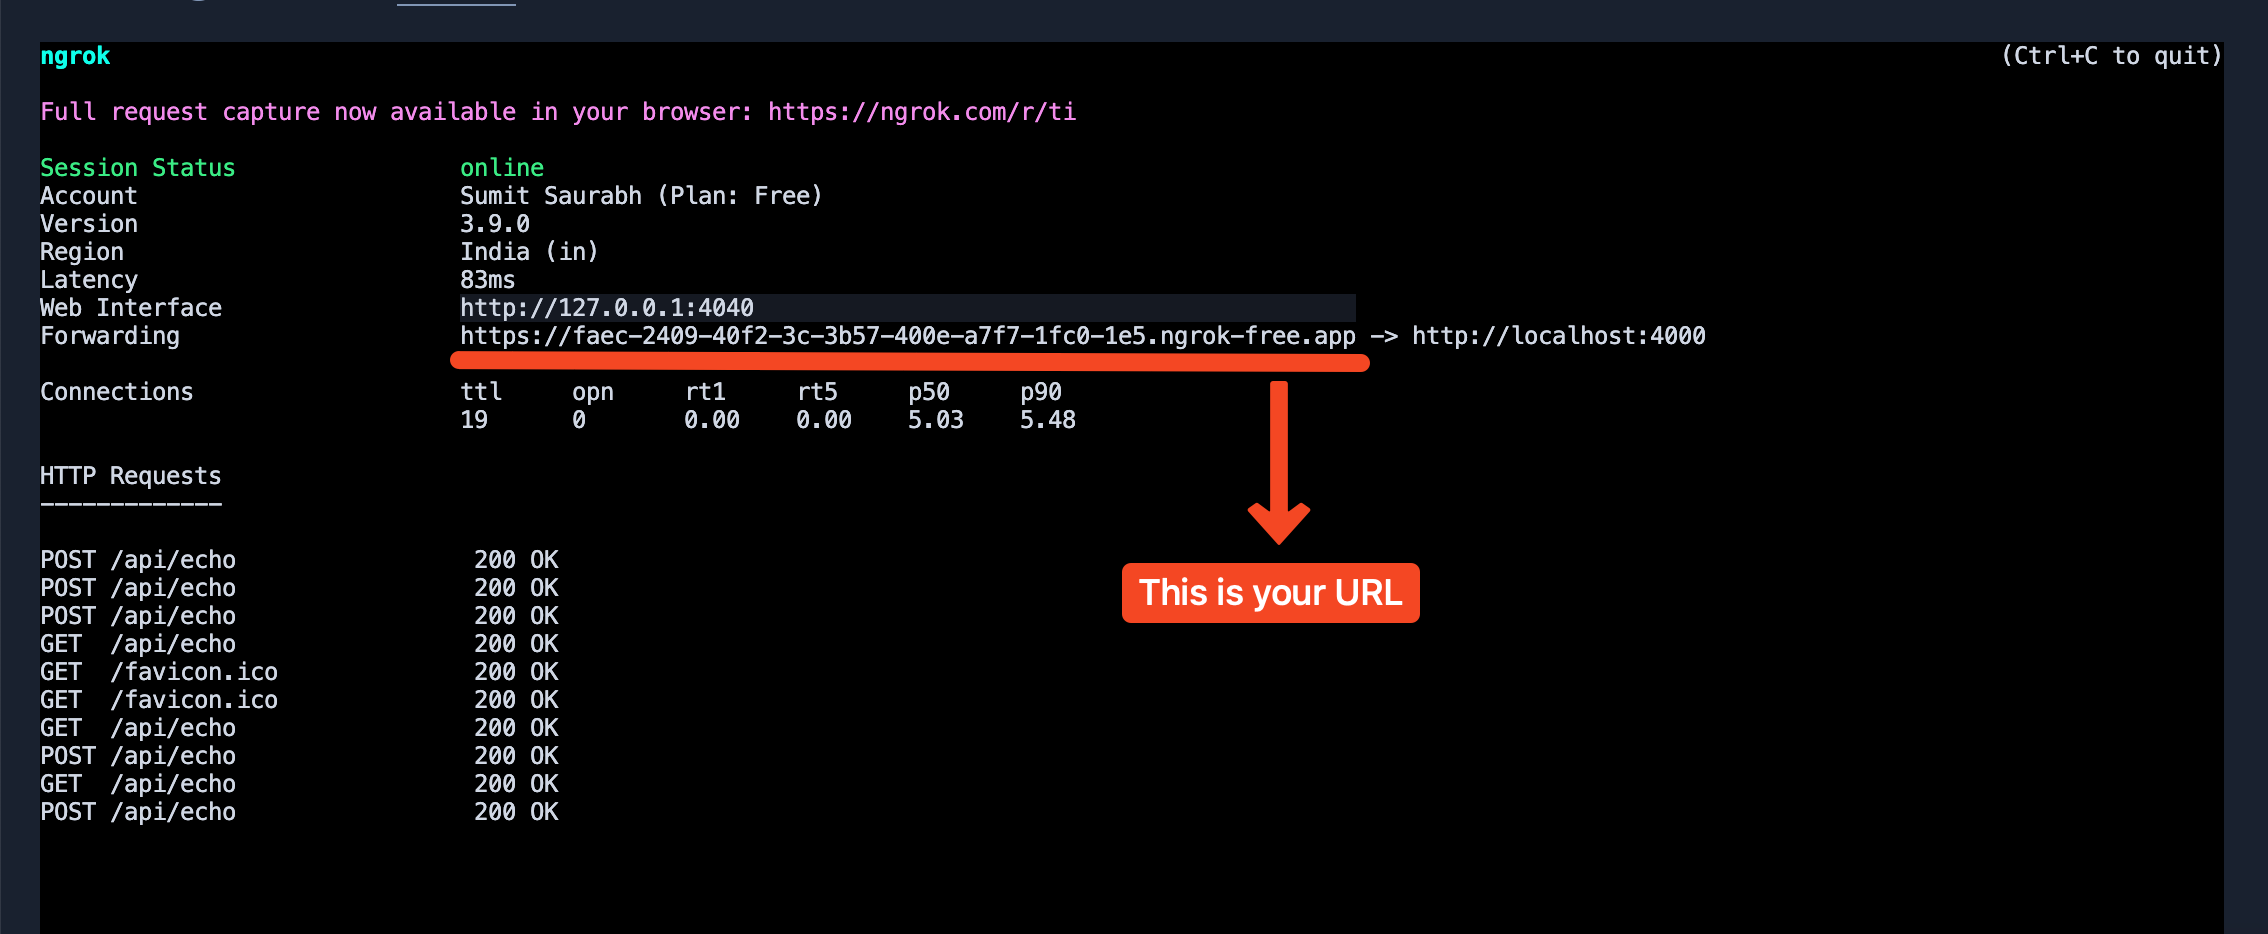 ngrok (Ctrl+C to quit)
Full request capture now available in your browser: https://ngrok.com/r/ti
Session Status online
Account Sumit Saurabh (Plan: Free)
Version 3.9.0
Region India (in)
Latency 83ms
Web Interface http://127.0.0.1:4040
Forwarding https://faec-2409-40f2-3c-3b57-400e-a7f7-1fc0-1e5.ngrok-free.app -> http://localhost:4000
Connections ttl opn rt1 rt5 p50 p90
19 0 0.00 0.00 5.03 5.48
HTTP Requests
-------------
POST /api/echo 200 OK
POST /api/echo 200 OK
POST /api/echo 200 OK
GET /api/echo 200 OK
GET /favicon.ico 200 OK
GET /favicon.ico 200 OK
GET /api/echo 200 OK
POST /api/echo 200 OK
GET /api/echo 200 OK
POST /api/echo 200 OK
This is your URL